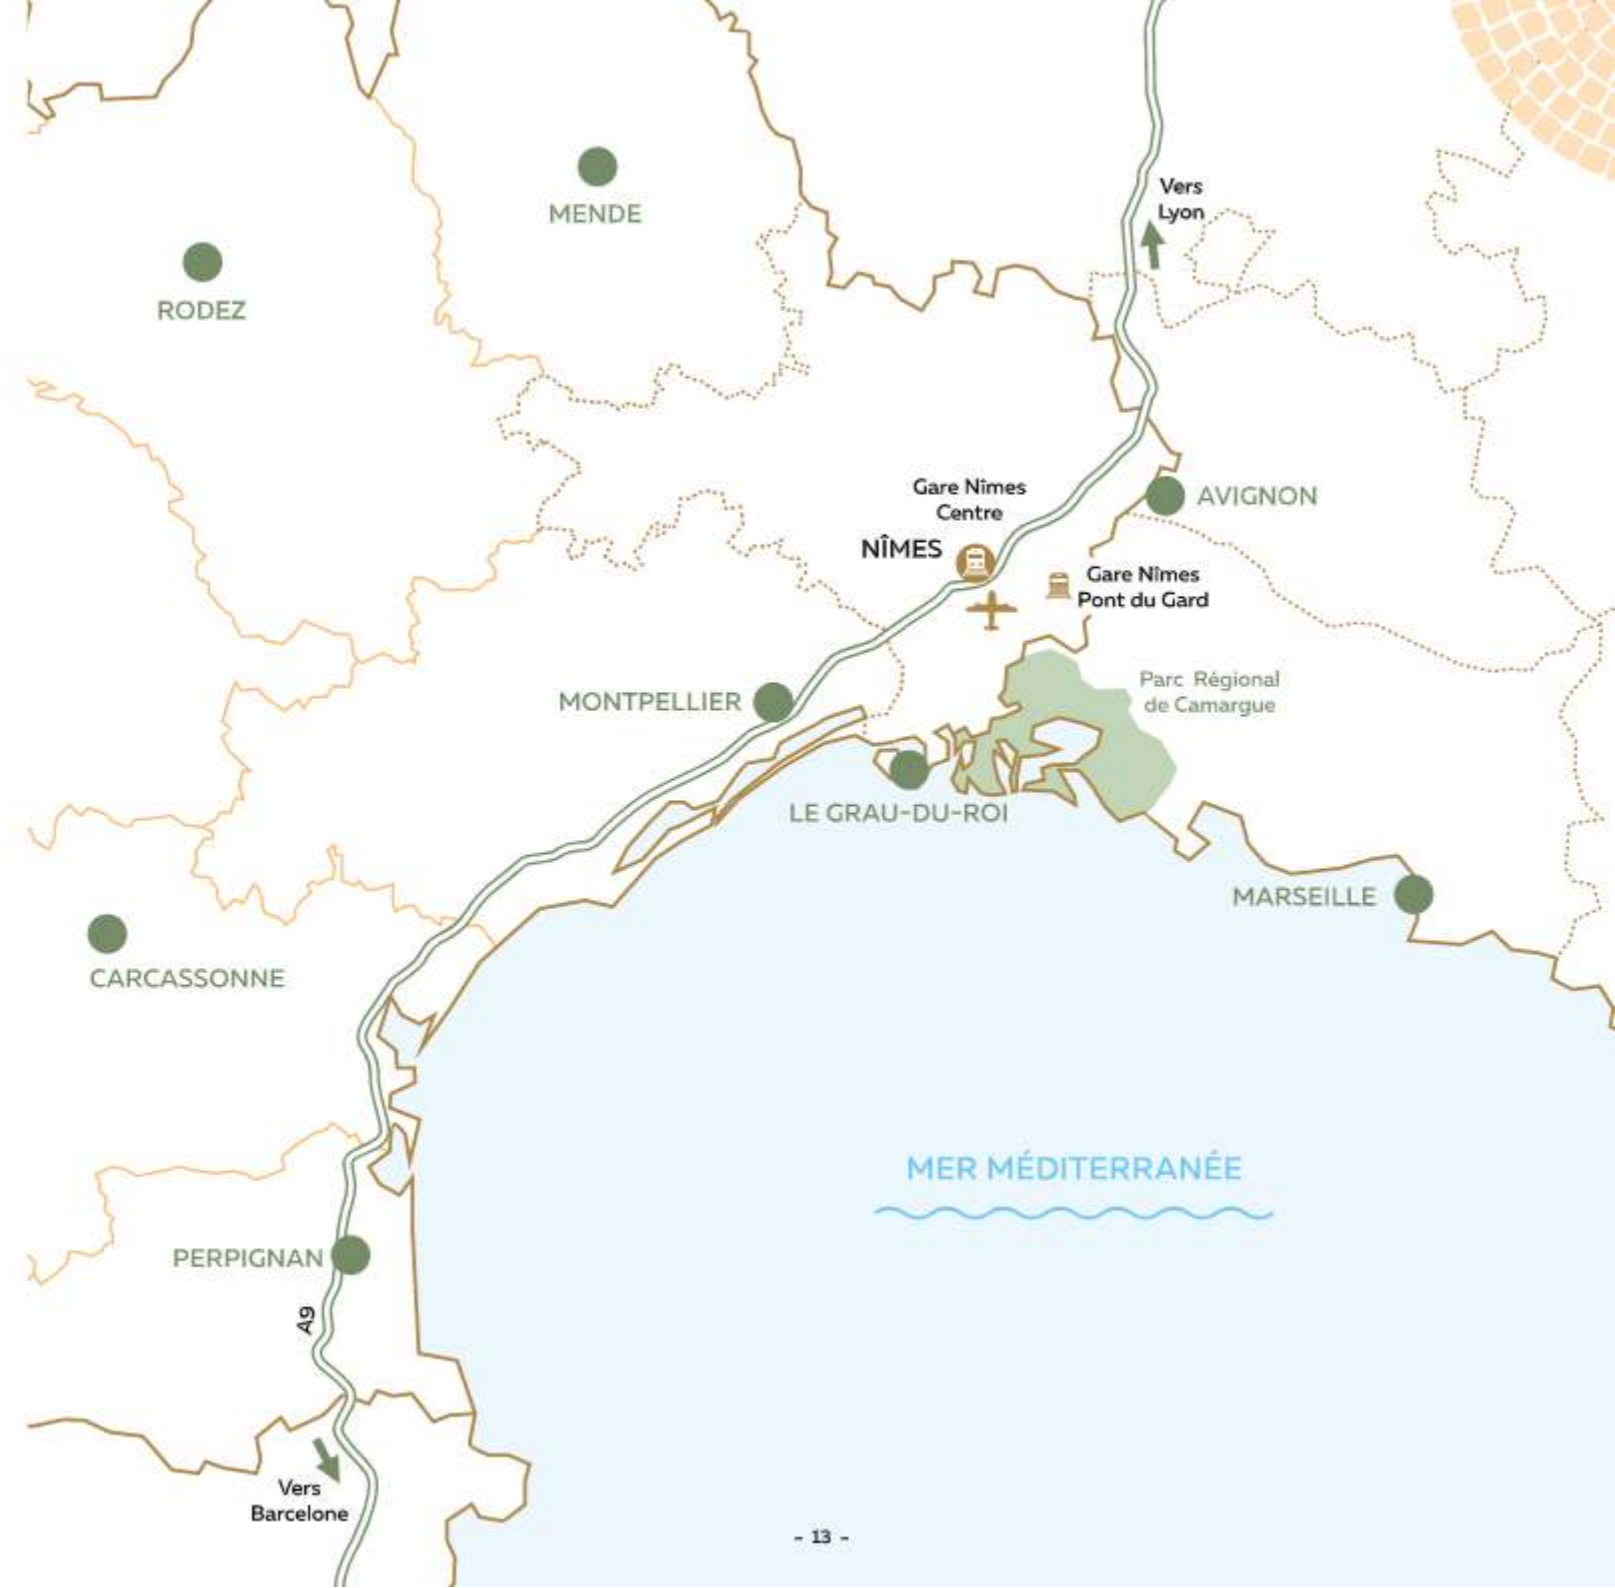 Vers
Lyon
MENDE
RODEZ
Gare Nîmes
Centre
AVIGNON
NÎMES
Gare Nîmes
Pont du Gard
Parc Régional
de Camargue
MONTPELLIER
LE GRAU-DU-ROI
MARSEILLE
CARCASSONNE
MER MÉDITERRANÉE
PERPIGNAN
A9
Vers
Barcelone
- 13 -